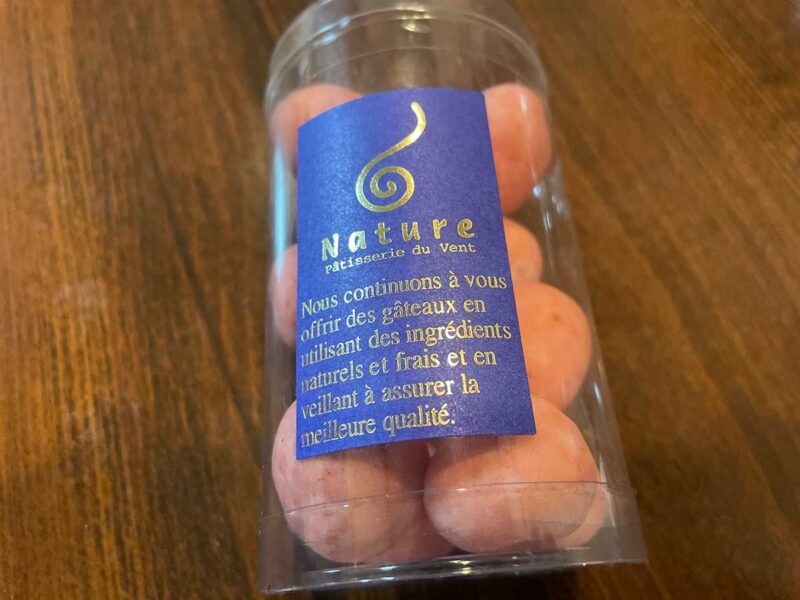 Nature
Pâtisserie du Vent
Nous continuons à vous
offrir des gâteaux en
utilisant des ingrédients
naturels et frais et en
veillant à assurer la
meilleure qualité.